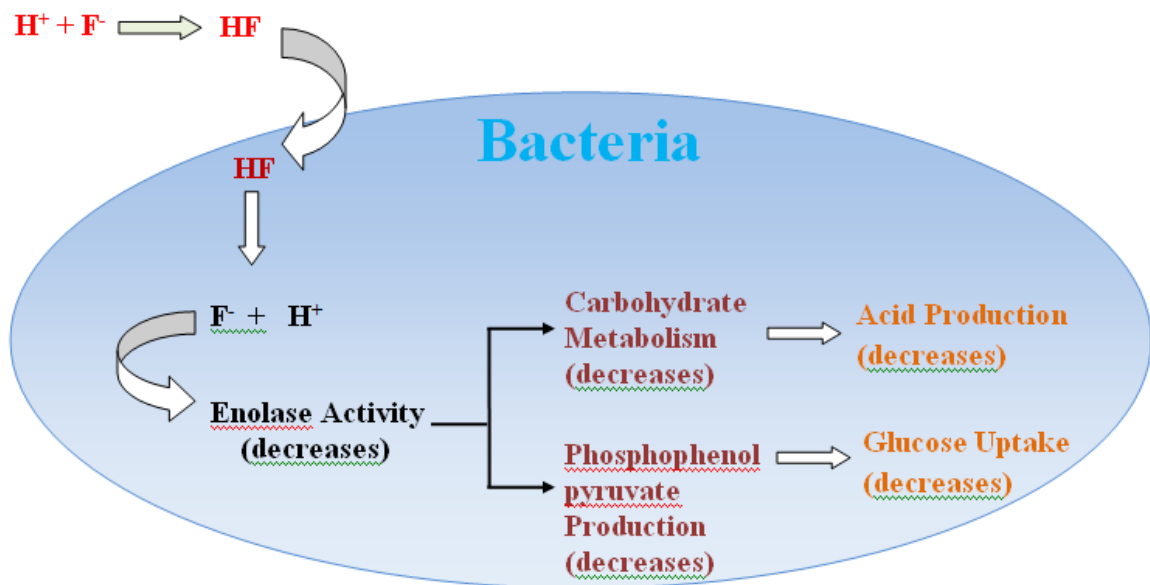 H⁺ + F⁻ HF
Bacteria
HF
F⁻ + H⁺
Enolase Activity
(decreases)
Carbohydrate
Metabolism
(decreases)
Acid Production
(decreases)
Phosphophenol
pyruvate
Production
(decreases)
Glucose Uptake
(decreases)